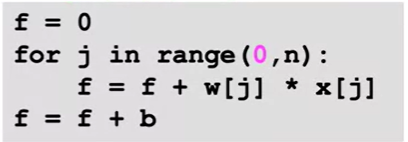 f = 0
for j in range(0,n):
    f = f + w[j] * x[j]
f = f + b